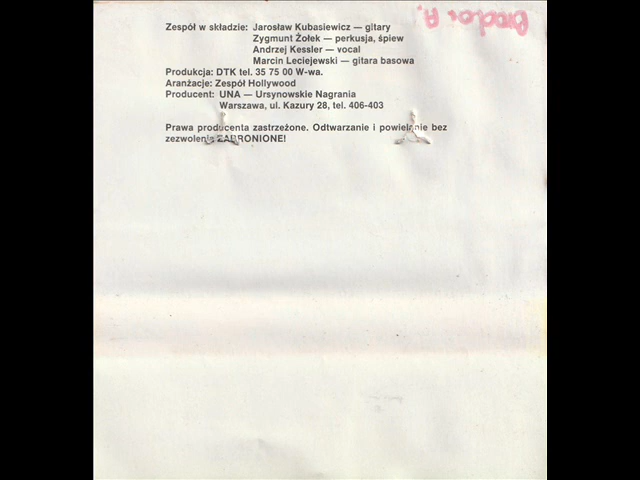 Zespół w składzie: Jarosław Kubasiewicz — gitary
Zygmunt Żołek — perkusja, śpiew
Andrzej Kessler — vocal
Marcin Leciejewski — gitara basowa
Produkcja: DTK tel. 35 75 00 W-wa.
Aranżacje: Zespół Hollywood
Producent: UNA — Ursynowskie Nagrania
Warszawa, ul. Kazury 28, tel. 406-403
Prawa producenta zastrzeżone. Odtwarzanie i powielanie bez
zezwolenia ZABRONIONE!